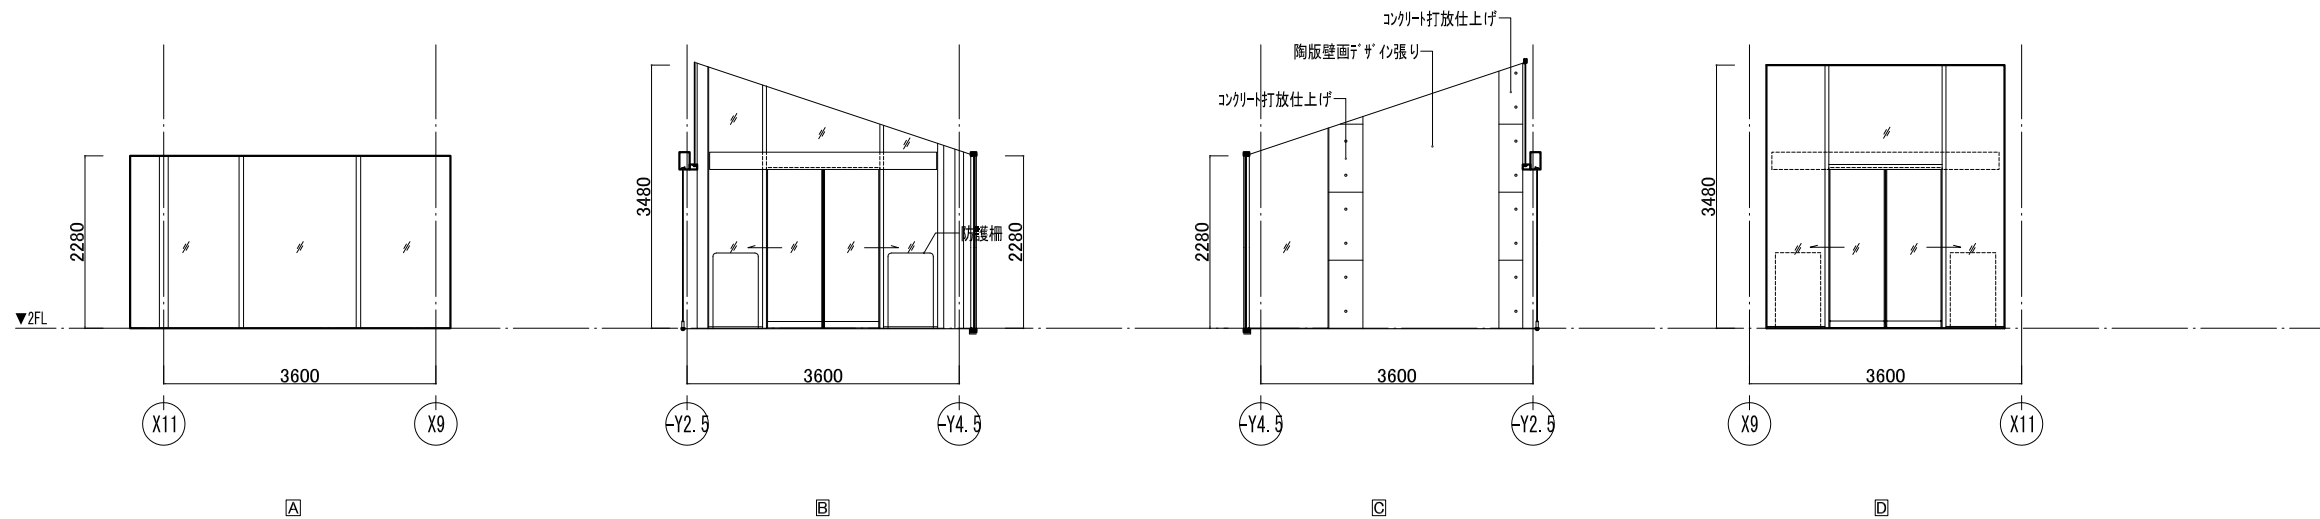 コンクリート打放仕上げ
陶版壁画デザイン張り
コンクリート打放仕上げ
3480
3480
2280
防護柵
2280
2280
▼2FL
3600
3600
3600
3600
X11
X9
-Y2.5
-Y4.5
-Y4.5
-Y2.5
X9
X11
A
B
C
D